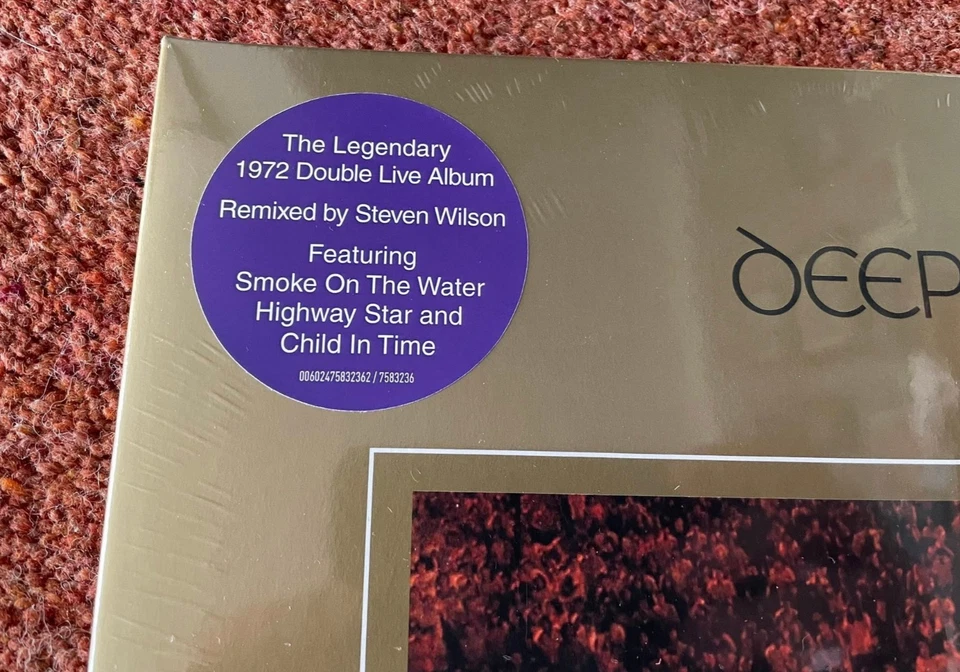 The Legendary
1972 Double Live Album
Remixed by Steven Wilson
Featuring
Smoke On The Water
Highway Star and
Child In Time
00602475832362 / 7583236
DEEP